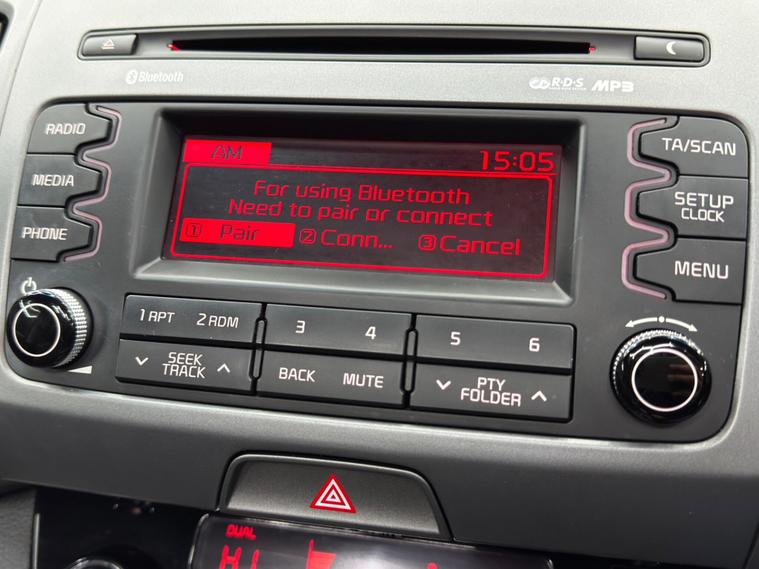 Bluetooth
R·D·S
MP3
RADIO
MEDIA
PHONE
AM
15:05
For using Bluetooth
Need to pair or connect
1 Pair
2 Conn...
3 Cancel
TA/SCAN
SETUP
CLOCK
MENU
1 RPT
2 RDM
3
4
5
6
SEEK
TRACK
BACK
MUTE
PTY
FOLDER
DUAL
HI